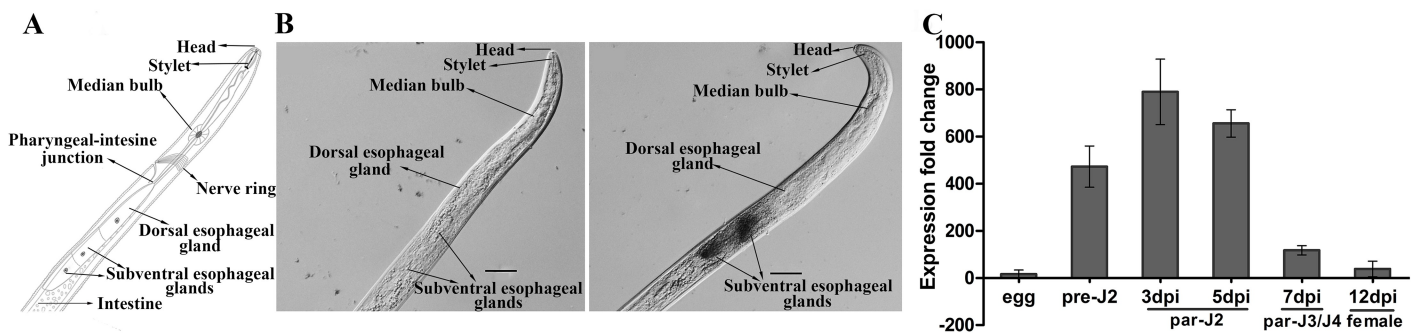 A
Head
Stylet
Median bulb
Pharyngeal-intesine
junction
Nerve ring
Dorsal esophageal
gland
Subventral esophageal
glands
Intestine
B
Head
Stylet
Median bulb
Dorsal esophageal
gland
Subventral esophageal
glands
Head
Stylet
Median bulb
Dorsal esophageal
gland
Subventral esophageal
glands
C
Expression fold change
1000
800
600
400
200
0
-200
egg
pre-J2
3dpi
5dpi
7dpi
12dpi
par-J2
par-J3/J4
female